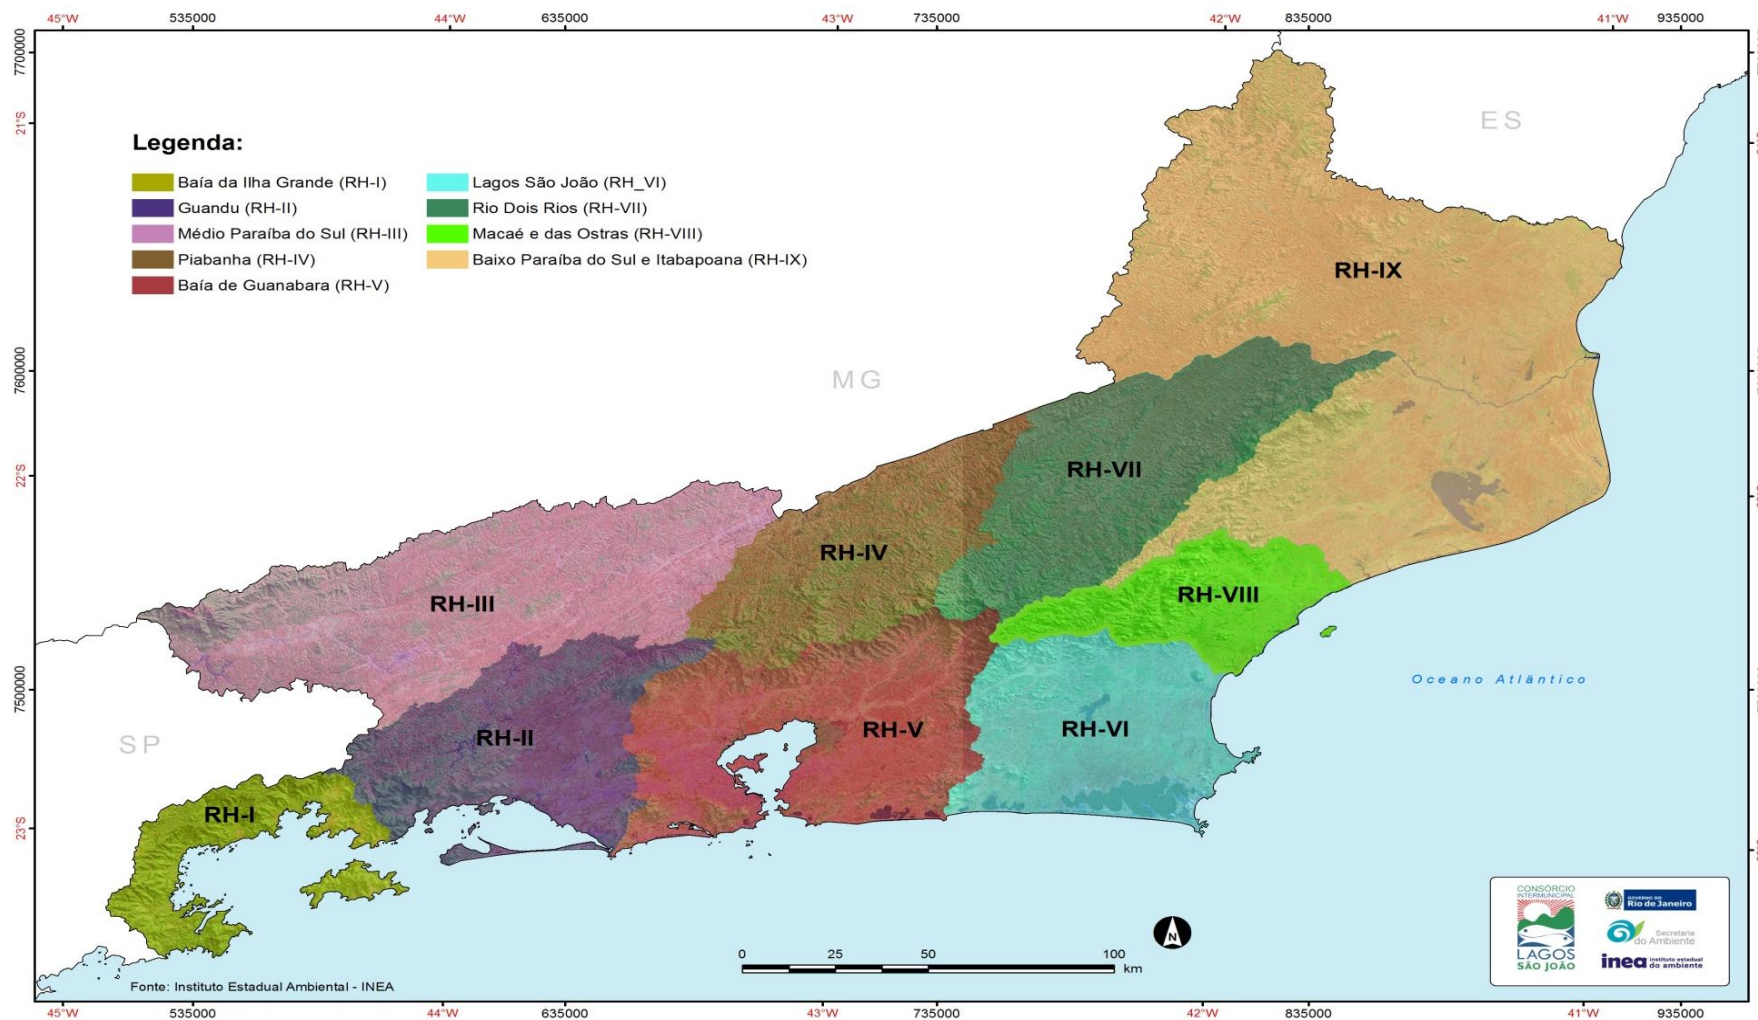 45°W 44°W 43°W 42°W 41°W
535000 635000 735000 835000 935000
7700000
21°S
ES
Legenda:
Baía da Ilha Grande (RH-I)
Guandu (RH-II)
Médio Paraíba do Sul (RH-III)
Piabanha (RH-IV)
Baía de Guanabara (RH-V)
Lagos São João (RH_VI)
Rio Dois Rios (RH-VII)
Macaé e das Ostras (RH-VIII)
Baixo Paraíba do Sul e Itabapoana (RH-IX)
RH-IX
MG
760000
RH-VII
22°S
RH-IV
RH-III
RH-VIII
7500000
Oceano Atlântico
SP
RH-II
RH-V
RH-VI
RH-I
23°S
0 25 50 100
km
N
CONSÓRCIO
INTERMUNICIPAL
LAGOS
SÃO JOÃO
GOVERNO DO
Rio de Janeiro
Secretaria
do Ambiente
inea instituto estadual
do ambiente
Fonte: Instituto Estadual Ambiental - INEA
45°W 44°W 43°W 42°W 41°W
535000 635000 735000 835000 935000